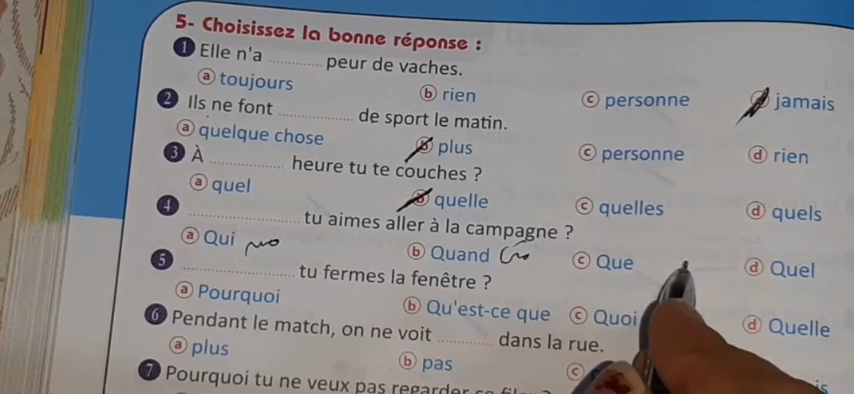 5- Choisissez la bonne réponse :
1 Elle n'a ............ peur de vaches.
a toujours b rien c personne d jamais
2 Ils ne font ............ de sport le matin.
a quelque chose b plus c personne d rien
3 À ............ heure tu te couches ?
a quel b quelle c quelles d quels
4 ............ tu aimes aller à la campagne ?
a Qui b Quand c Que d Quel
5 ............ tu fermes la fenêtre ?
a Pourquoi b Qu'est-ce que c Quoi d Quelle
6 Pendant le match, on ne voit ............ dans la rue.
a plus b pas c
7 Pourquoi tu ne veux pas regarder